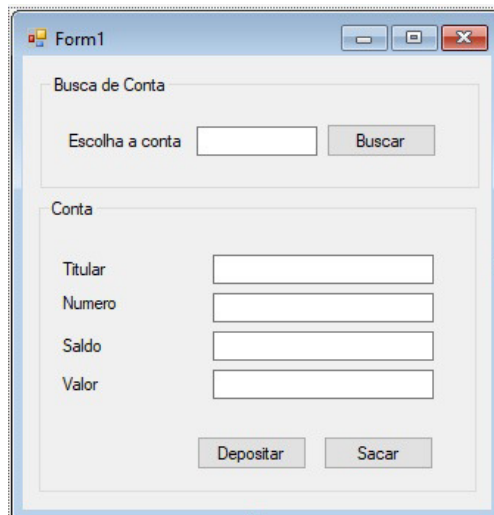 Form1
Busca de Conta
Escolha a conta Buscar
Conta
Titular
Numero
Saldo
Valor
Depositar Sacar